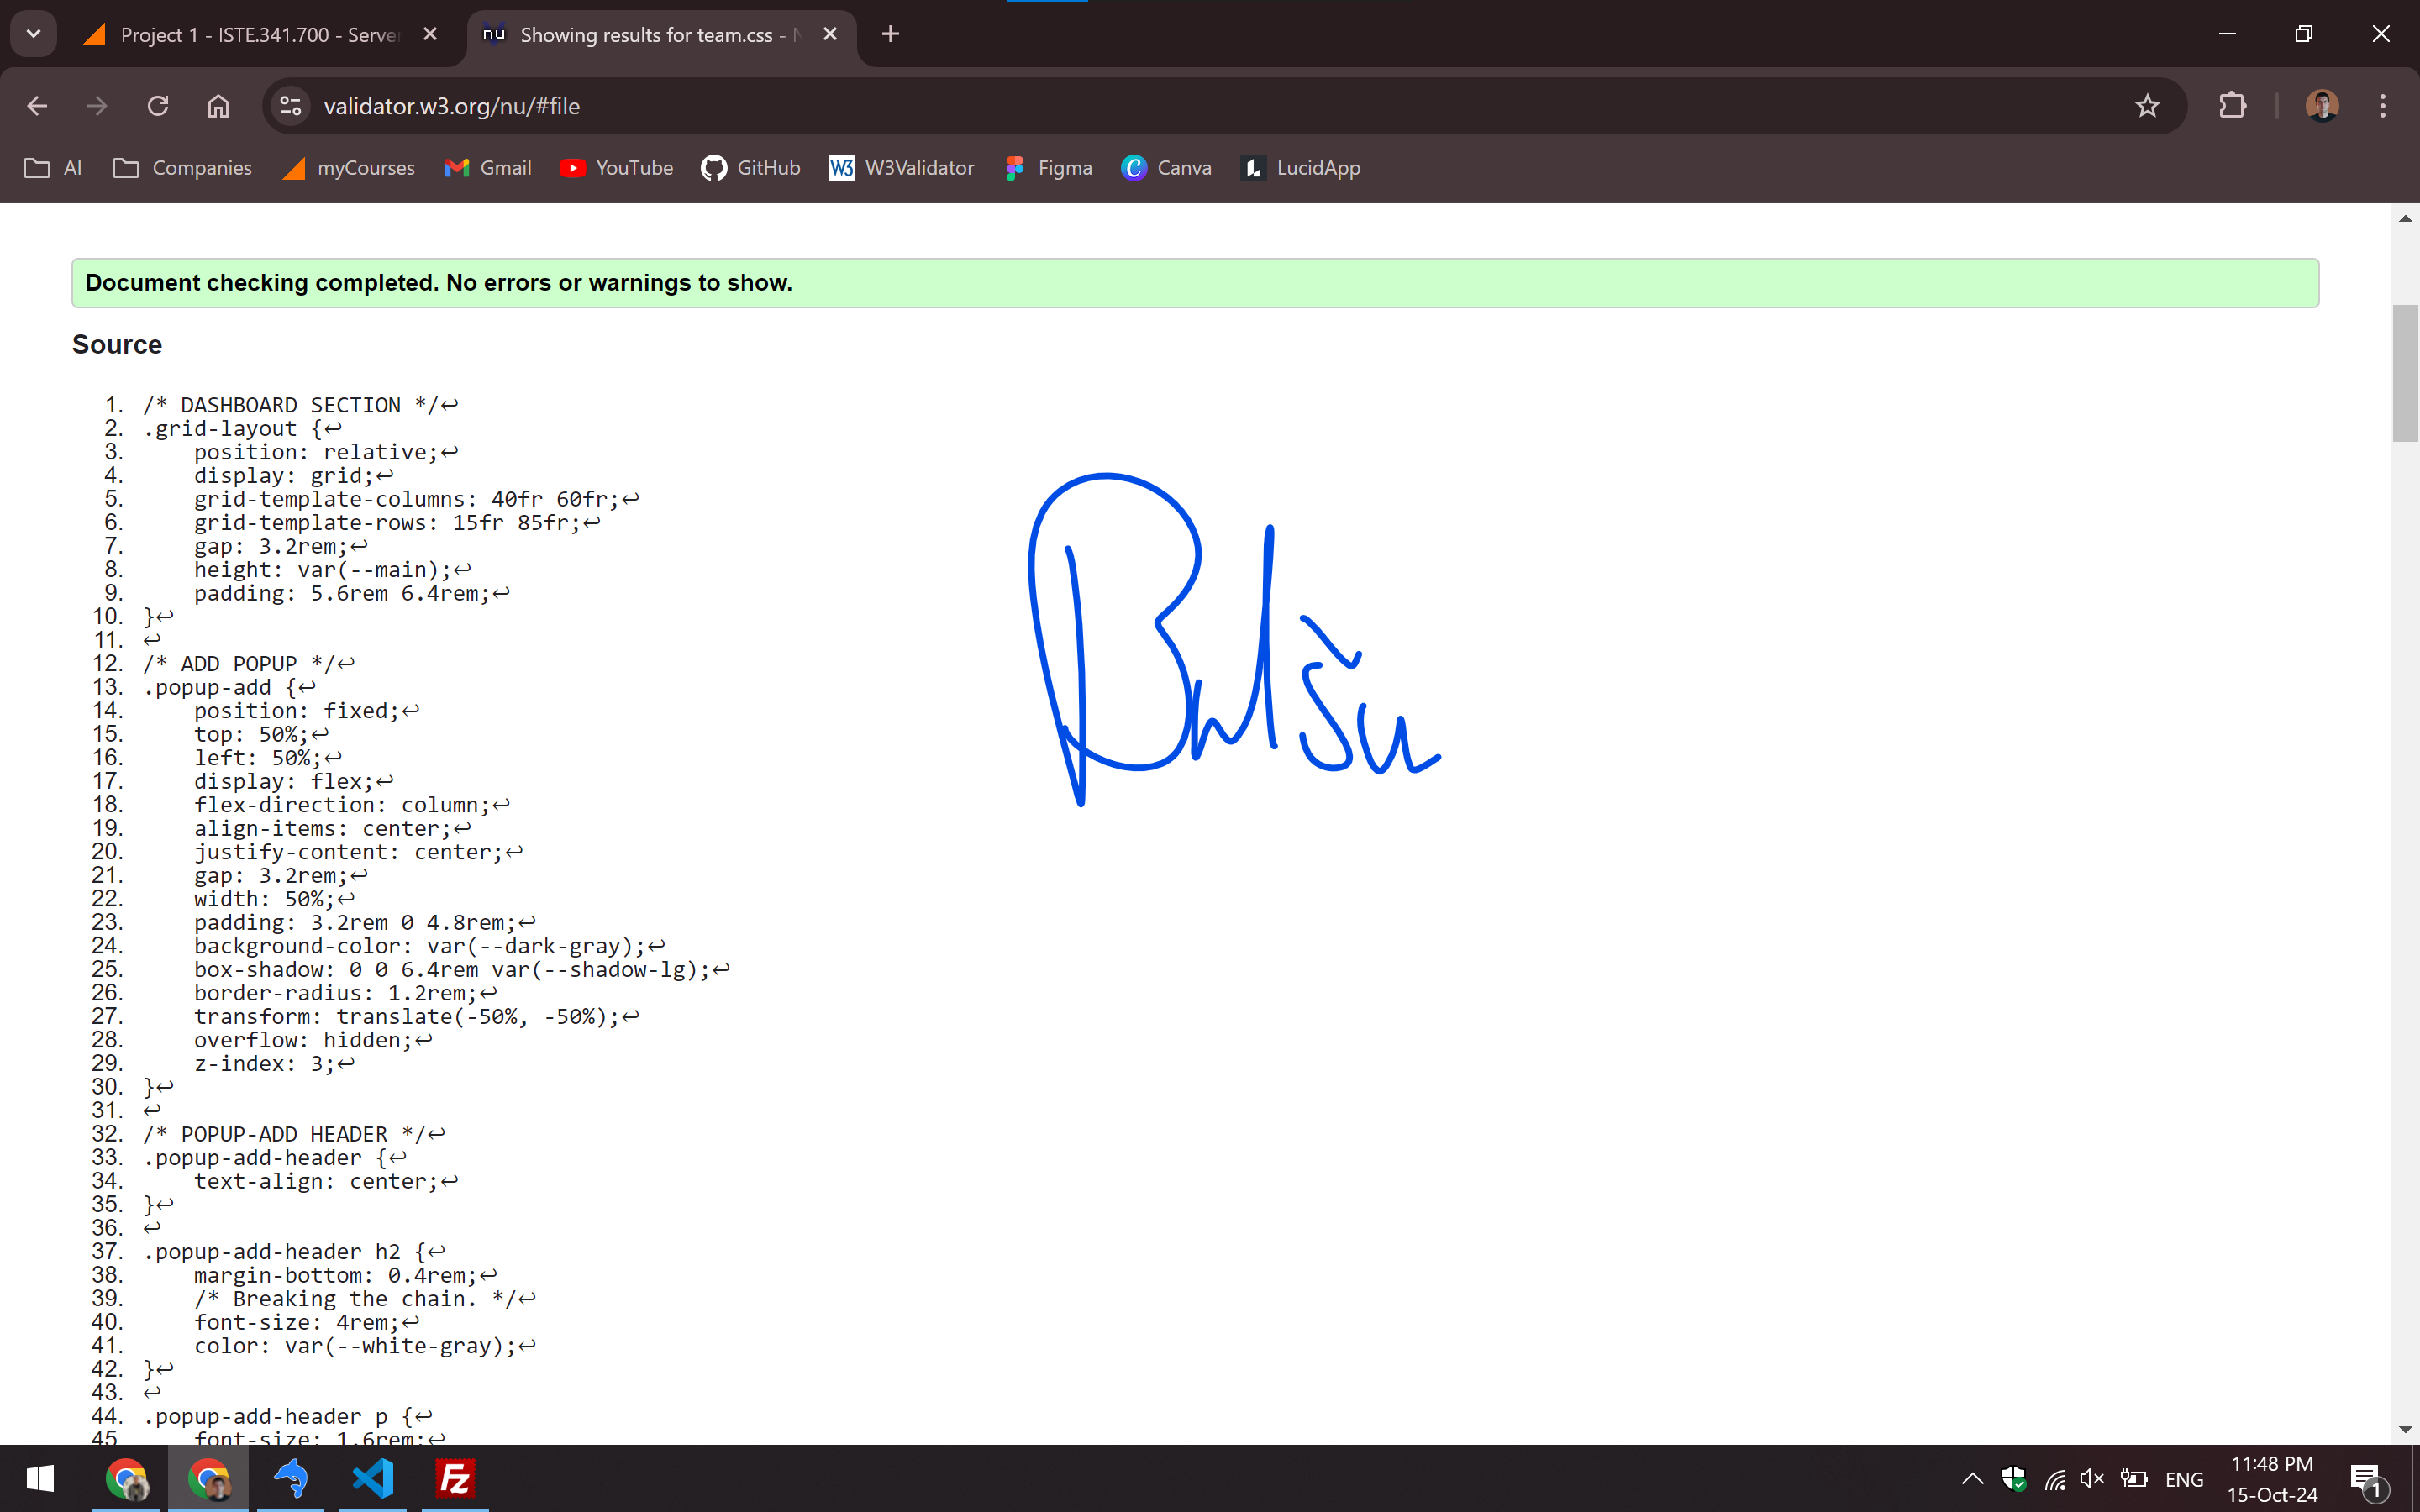 Project 1 - ISTE.341.700 - Serve
nu Showing results for team.css - N
validator.w3.org/nu/#file
AI Companies myCourses Gmail YouTube GitHub W3Validator Figma Canva LucidApp
Document checking completed. No errors or warnings to show.
Source
1. /* DASHBOARD SECTION */↩
2. .grid-layout {↩
3. position: relative;↩
4. display: grid;↩
5. grid-template-columns: 40fr 60fr;↩
6. grid-template-rows: 15fr 85fr;↩
7. gap: 3.2rem;↩
8. height: var(--main);↩
9. padding: 5.6rem 6.4rem;↩
10. }↩
11. ↩
12. /* ADD POPUP */↩
13. .popup-add {↩
14. position: fixed;↩
15. top: 50%;↩
16. left: 50%;↩
17. display: flex;↩
18. flex-direction: column;↩
19. align-items: center;↩
20. justify-content: center;↩
21. gap: 3.2rem;↩
22. width: 50%;↩
23. padding: 3.2rem 0 4.8rem;↩
24. background-color: var(--dark-gray);↩
25. box-shadow: 0 0 6.4rem var(--shadow-lg);↩
26. border-radius: 1.2rem;↩
27. transform: translate(-50%, -50%);↩
28. overflow: hidden;↩
29. z-index: 3;↩
30. }↩
31. ↩
32. /* POPUP-ADD HEADER */↩
33. .popup-add-header {↩
34. text-align: center;↩
35. }↩
36. ↩
37. .popup-add-header h2 {↩
38. margin-bottom: 0.4rem;↩
39. /* Breaking the chain. */↩
40. font-size: 4rem;↩
41. color: var(--white-gray);↩
42. }↩
43. ↩
44. .popup-add-header p {↩
45. font-size: 1.6rem;↩
ENG
11:48 PM
15-Oct-24
1